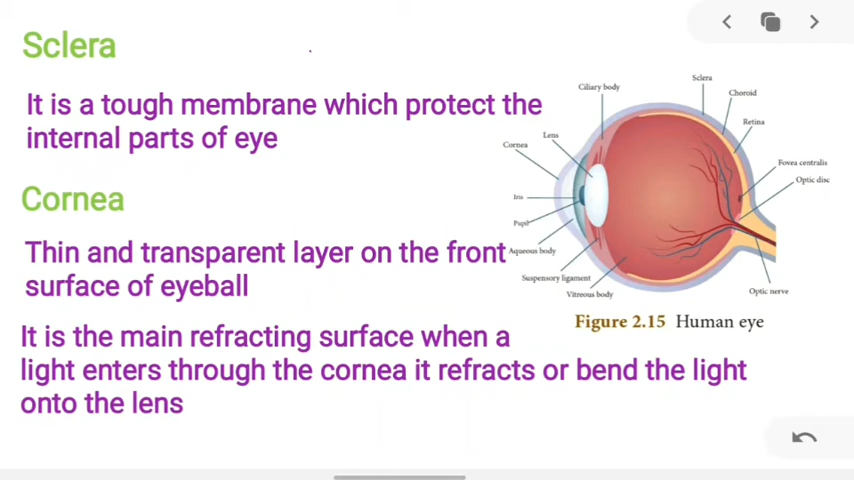 Sclera
It is a tough membrane which protect the
internal parts of eye
Cornea
Thin and transparent layer on the front
surface of eyeball
It is the main refracting surface when a
light enters through the cornea it refracts or bend the light
onto the lens
Sclera
Ciliary body
Choroid
Retina
Lens
Cornea
Fovea centralis
Optic disc
Iris
Pupil
Aqueous body
Suspensory ligament
Vitreous body
Optic nerve
Figure 2.15 Human eye